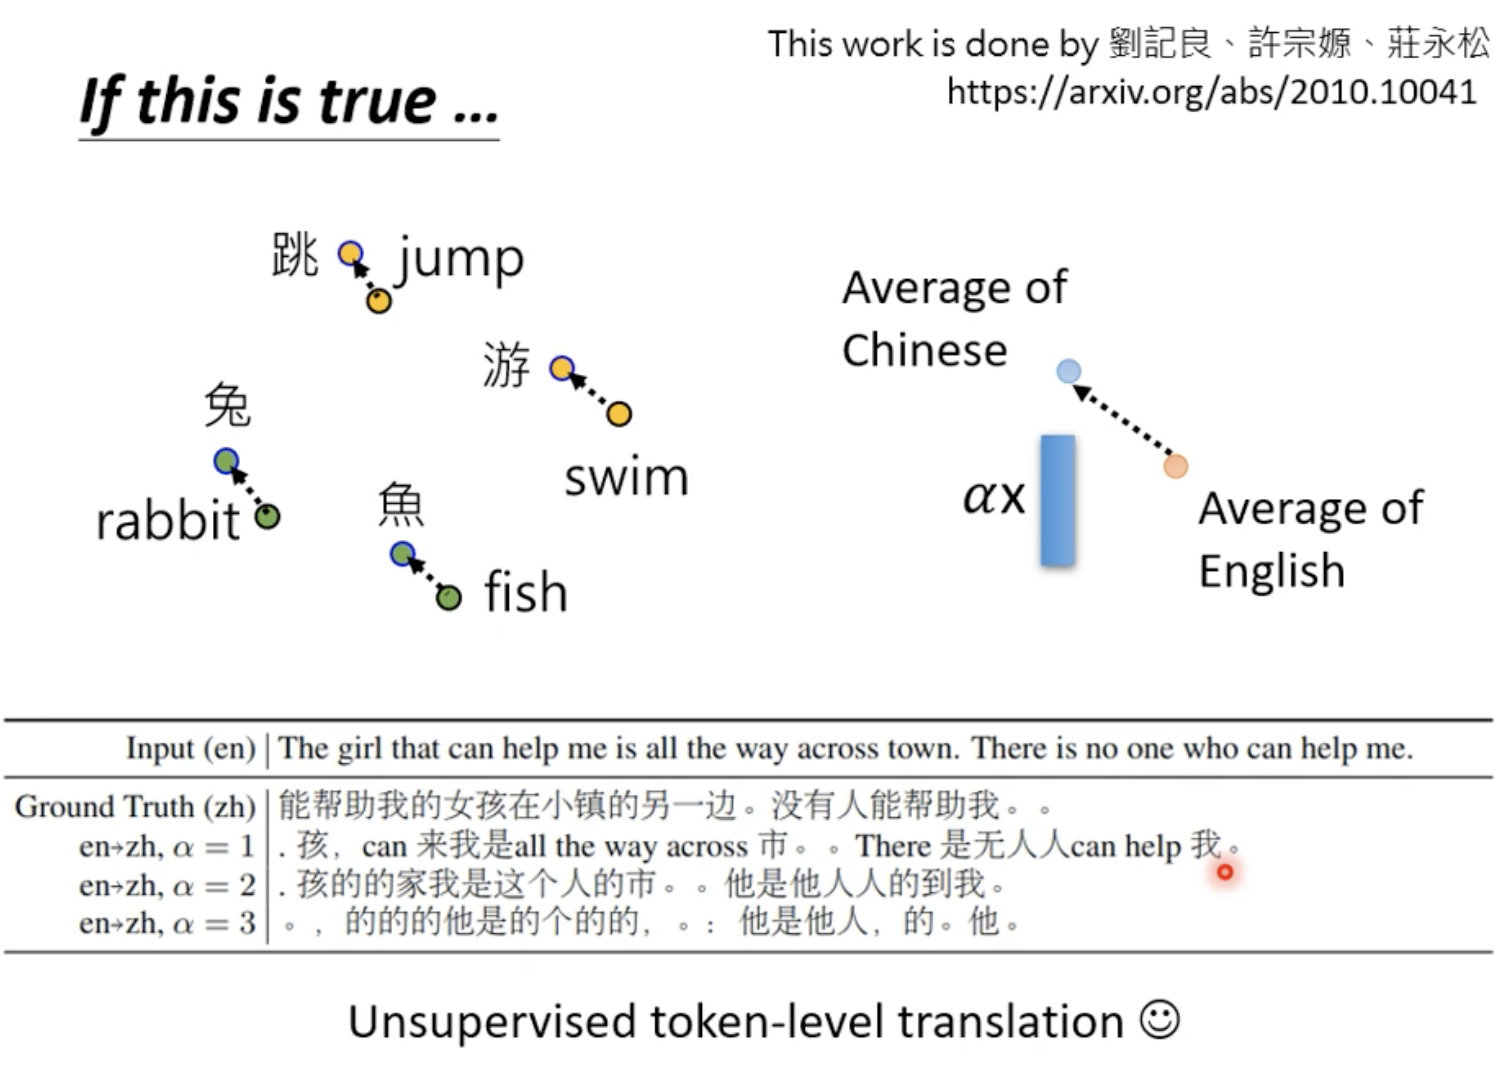 This work is done by 劉記良、許宗嫄、莊永松
https://arxiv.org/abs/2010.10041
If this is true ...
跳 jump
游
swim
兔
rabbit
魚
fish
Average of
Chinese
αx
Average of
English
Input (en) The girl that can help me is all the way across town. There is no one who can help me.
Ground Truth (zh) 能帮助我的女孩在小镇的另一边。没有人能帮助我。。
en→zh, α = 1 . 孩, can 来我是all the way across 市。。There 是无人人can help 我。
en→zh, α = 2 . 孩的的家我是这个人的市。。他是他人人的到我。
en→zh, α = 3 。, 的的的他是的个的的, 。: 他是他人, 的。他。
Unsupervised token-level translation ☺